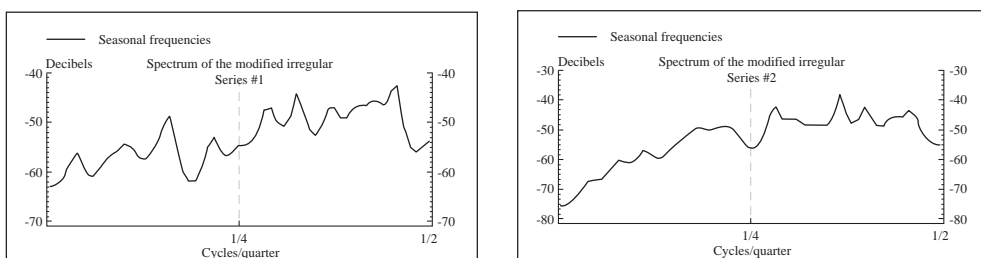 Seasonal frequencies
Decibels Spectrum of the modified irregular
Series #1
-40 -40
-50 -50
-60 -60
-70 -70
1/4 1/2
Cycles/quarter
Seasonal frequencies
Decibels Spectrum of the modified irregular
Series #2
-30 -30
-40 -40
-50 -50
-60 -60
-70 -70
-80 -80
1/4 1/2
Cycles/quarter